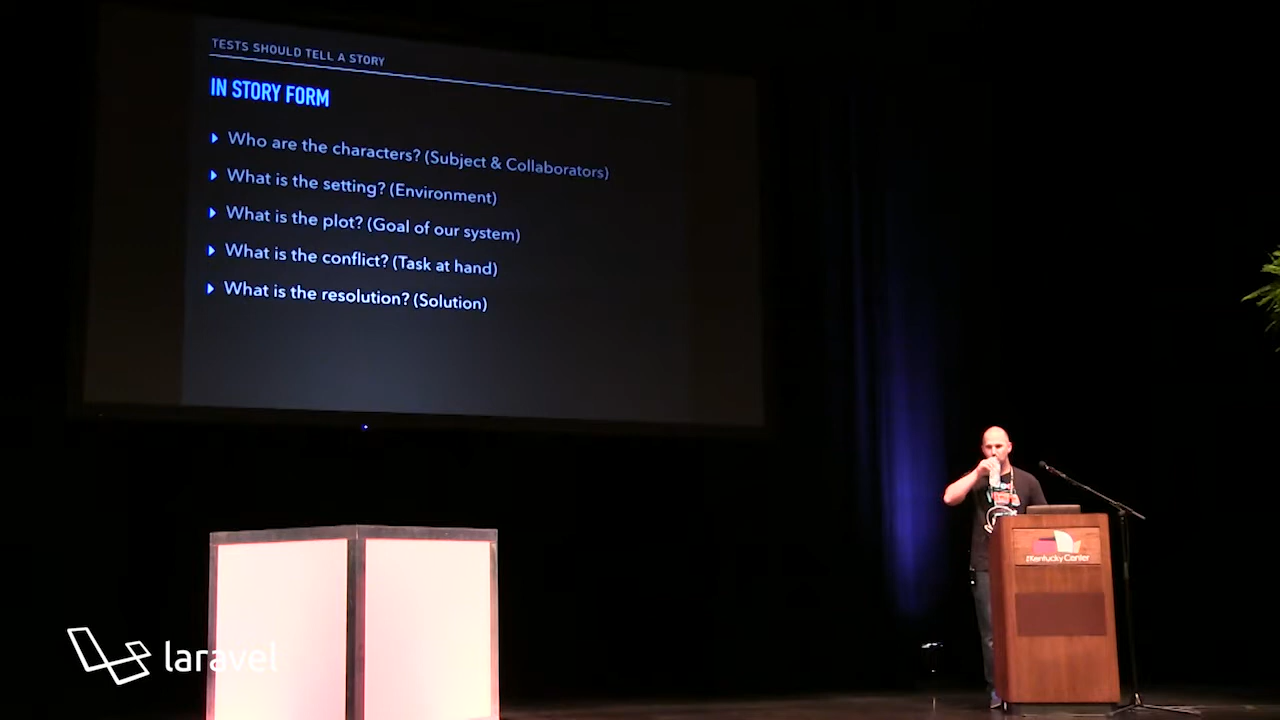 TESTS SHOULD TELL A STORY
IN STORY FORM
Who are the characters? (Subject & Collaborators)
What is the setting? (Environment)
What is the plot? (Goal of our system)
What is the conflict? (Task at hand)
What is the resolution? (Solution)
The Kentucky Center
laravel